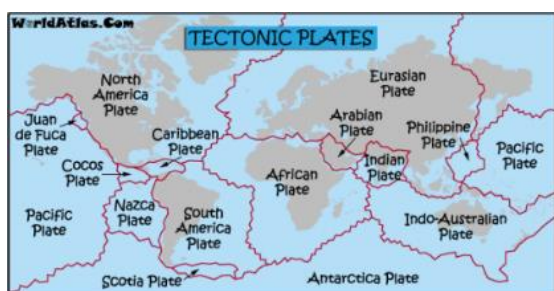 WorldAtlas.Com
TECTONIC PLATES
North
America
Plate
Eurasian
Plate
Juan
de Fuca
Plate
Caribbean
Plate
Arabian
Plate
Philippine
Plate
Cocos
Plate
African
Plate
Indian
Plate
Pacific
Plate
Pacific
Plate
Nazca
Plate
South
America
Plate
Indo-Australian
Plate
Scotia Plate
Antarctica Plate